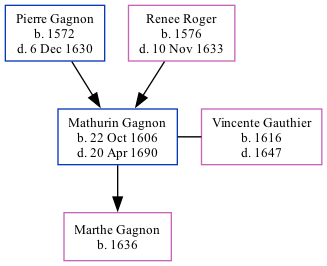 Pierre Gagnon
b. 1572
d. 6 Dec 1630
Renee Roger
b. 1576
d. 10 Nov 1633
Mathurin Gagnon
b. 22 Oct 1606
d. 20 Apr 1690
Vincente Gauthier
b. 1616
d. 1647
Marthe Gagnon
b. 1636